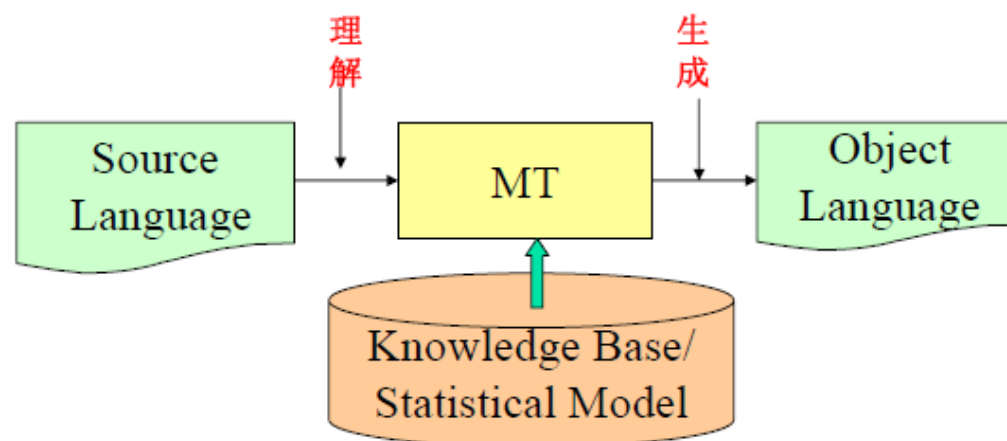 理解
生成
Source
Language
MT
Object
Language
Knowledge Base/
Statistical Model